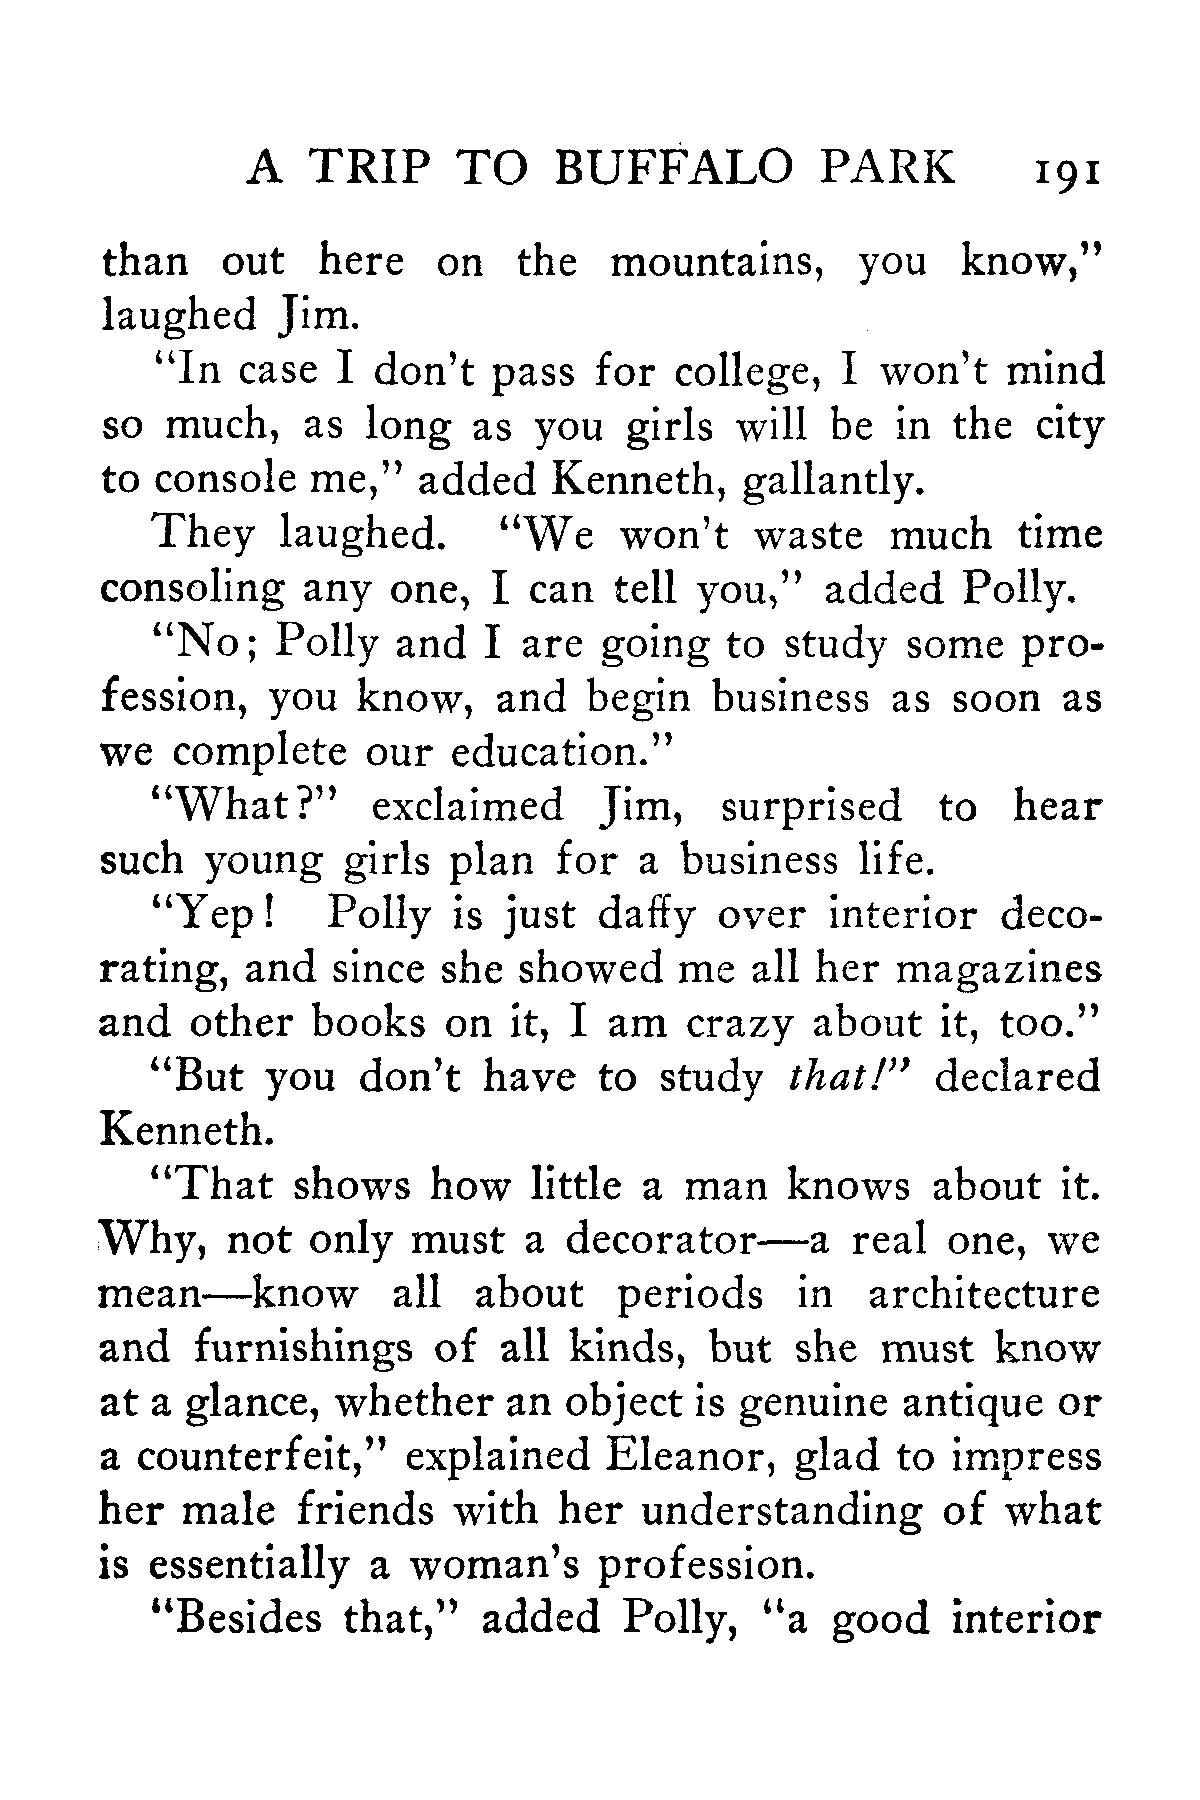 A TRIP TO BUFFALO PARK 191
than out here on the mountains, you know,”
laughed Jim.
“In case I don’t pass for college, I won’t mind
so much, as long as you girls will be in the city
to console me,” added Kenneth, gallantly.
They laughed. “We won’t waste much time
consoling any one, I can tell you,” added Polly.
“No; Polly and I are going to study some pro-
fession, you know, and begin business as soon as
we complete our education.”
“What?” exclaimed Jim, surprised to hear
such young girls plan for a business life.
“Yep! Polly is just daffy over interior deco-
rating, and since she showed me all her magazines
and other books on it, I am crazy about it, too.”
“But you don’t have to study that!” declared
Kenneth.
“That shows how little a man knows about it.
Why, not only must a decorator—a real one, we
mean—know all about periods in architecture
and furnishings of all kinds, but she must know
at a glance, whether an object is genuine antique or
a counterfeit,” explained Eleanor, glad to impress
her male friends with her understanding of what
is essentially a woman’s profession.
“Besides that,” added Polly, “a good interior